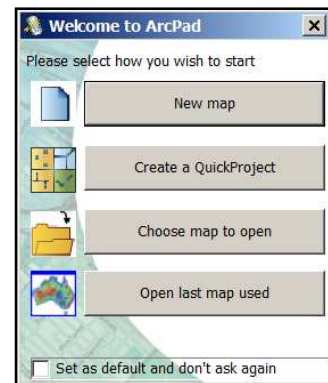 Welcome to ArcPad
Please select how you wish to start
New map
Create a QuickProject
Choose map to open
Open last map used
Set as default and don't ask again